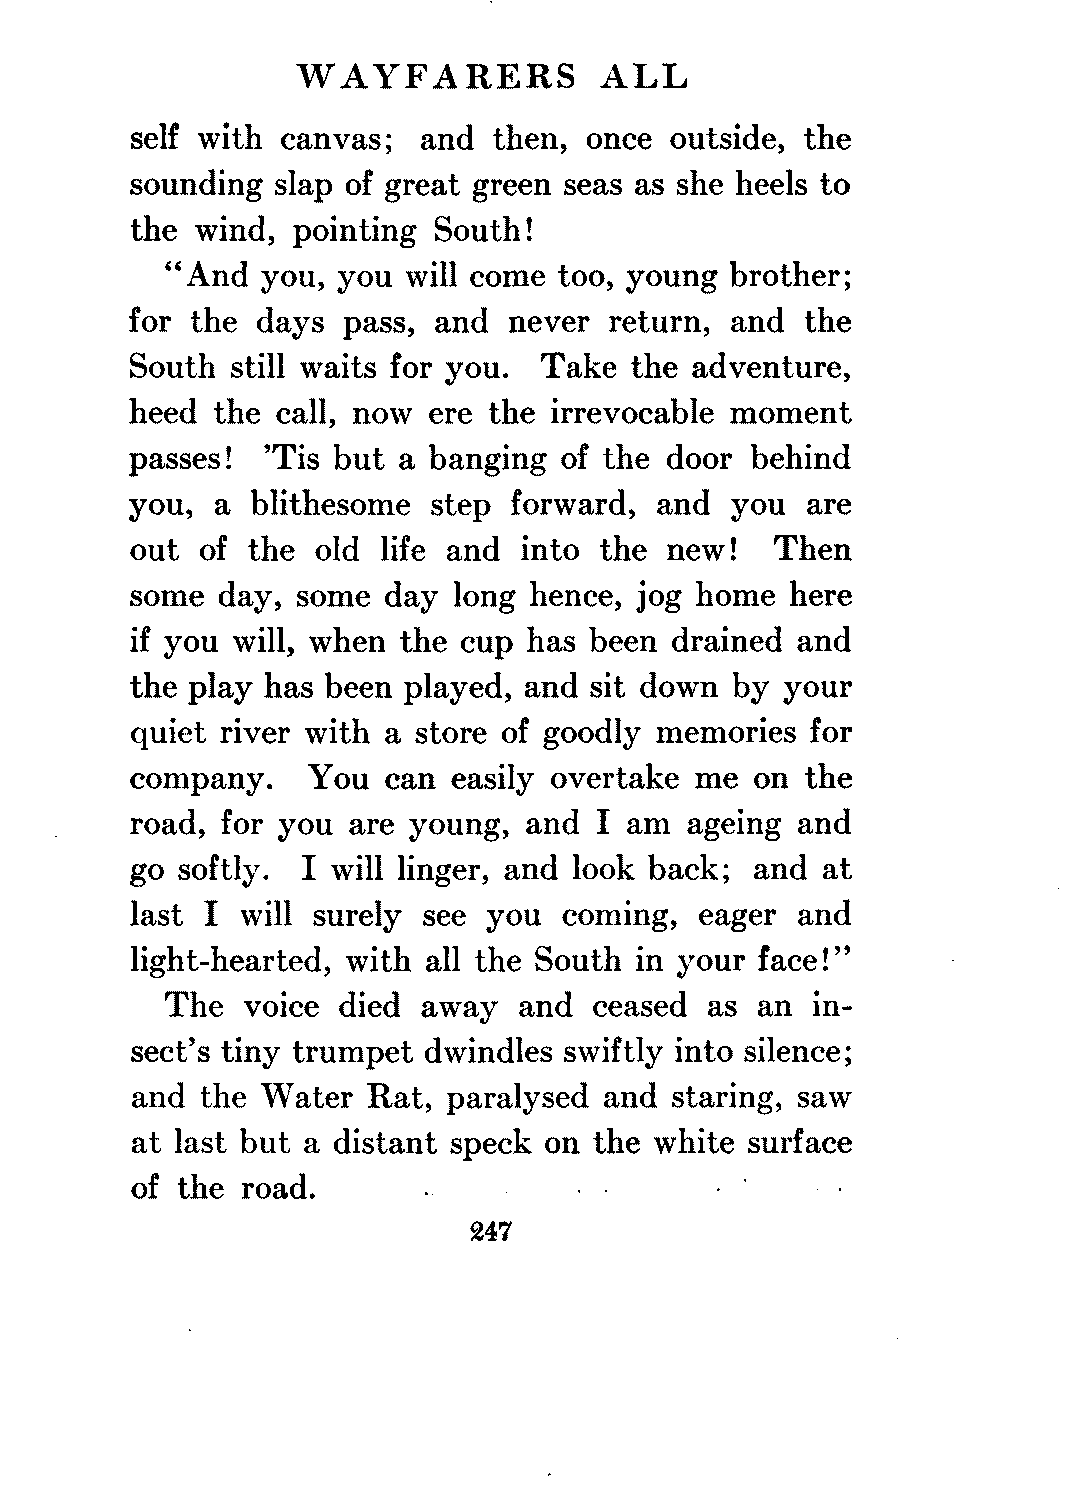 WAYFARERS ALL
self with canvas; and then, once outside, the
sounding slap of great green seas as she heels to
the wind, pointing South!
“And you, you will come too, young brother;
for the days pass, and never return, and the
South still waits for you. Take the adventure,
heed the call, now ere the irrevocable moment
passes! ’Tis but a banging of the door behind
you, a blithesome step forward, and you are
out of the old life and into the new! Then
some day, some day long hence, jog home here
if you will, when the cup has been drained and
the play has been played, and sit down by your
quiet river with a store of goodly memories for
company. You can easily overtake me on the
road, for you are young, and I am ageing and
go softly. I will linger, and look back; and at
last I will surely see you coming, eager and
light-hearted, with all the South in your face!”
The voice died away and ceased as an in-
sect’s tiny trumpet dwindles swiftly into silence;
and the Water Rat, paralysed and staring, saw
at last but a distant speck on the white surface
of the road.
247